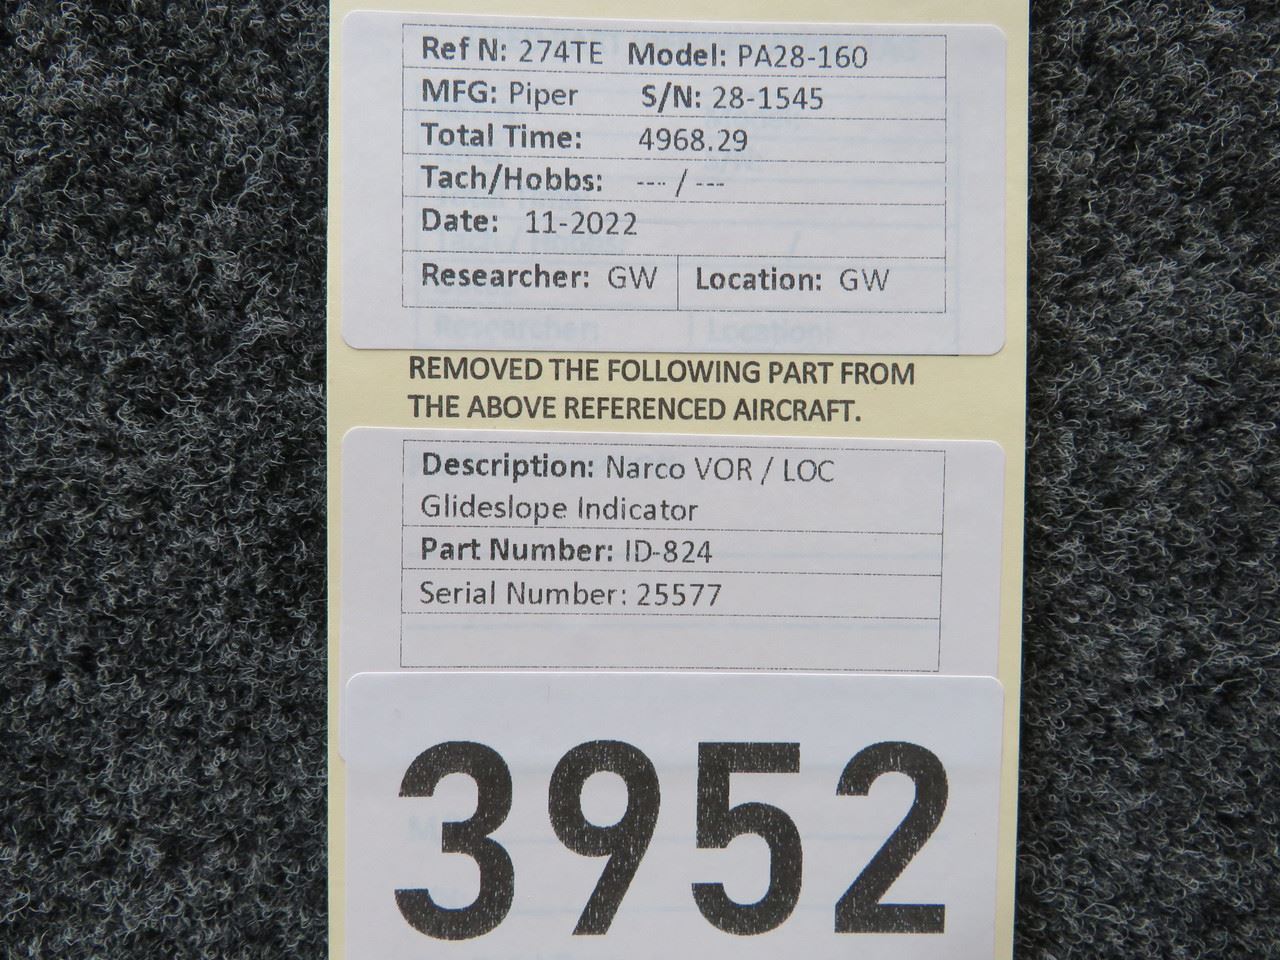 Ref N: 274TE Model: PA28-160
MFG: Piper S/N: 28-1545
Total Time: 4968.29
Tach/Hobbs: --- / ---
Date: 11-2022
Researcher: GW Location: GW
Researcher: Location:
REMOVED THE FOLLOWING PART FROM
THE ABOVE REFERENCED AIRCRAFT.
Description: Narco VOR / LOC
Glideslope Indicator
Part Number: ID-824
Serial Number: 25577
3952